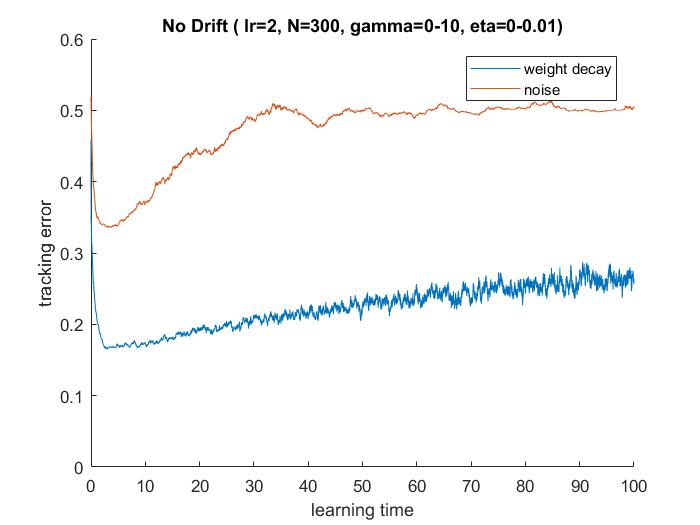 No Drift ( lr=2, N=300, gamma=0-10, eta=0-0.01)
0.6
0.5
0.4
0.3
0.2
0.1
0
tracking error
weight decay
noise
0 10 20 30 40 50 60 70 80 90 100
learning time